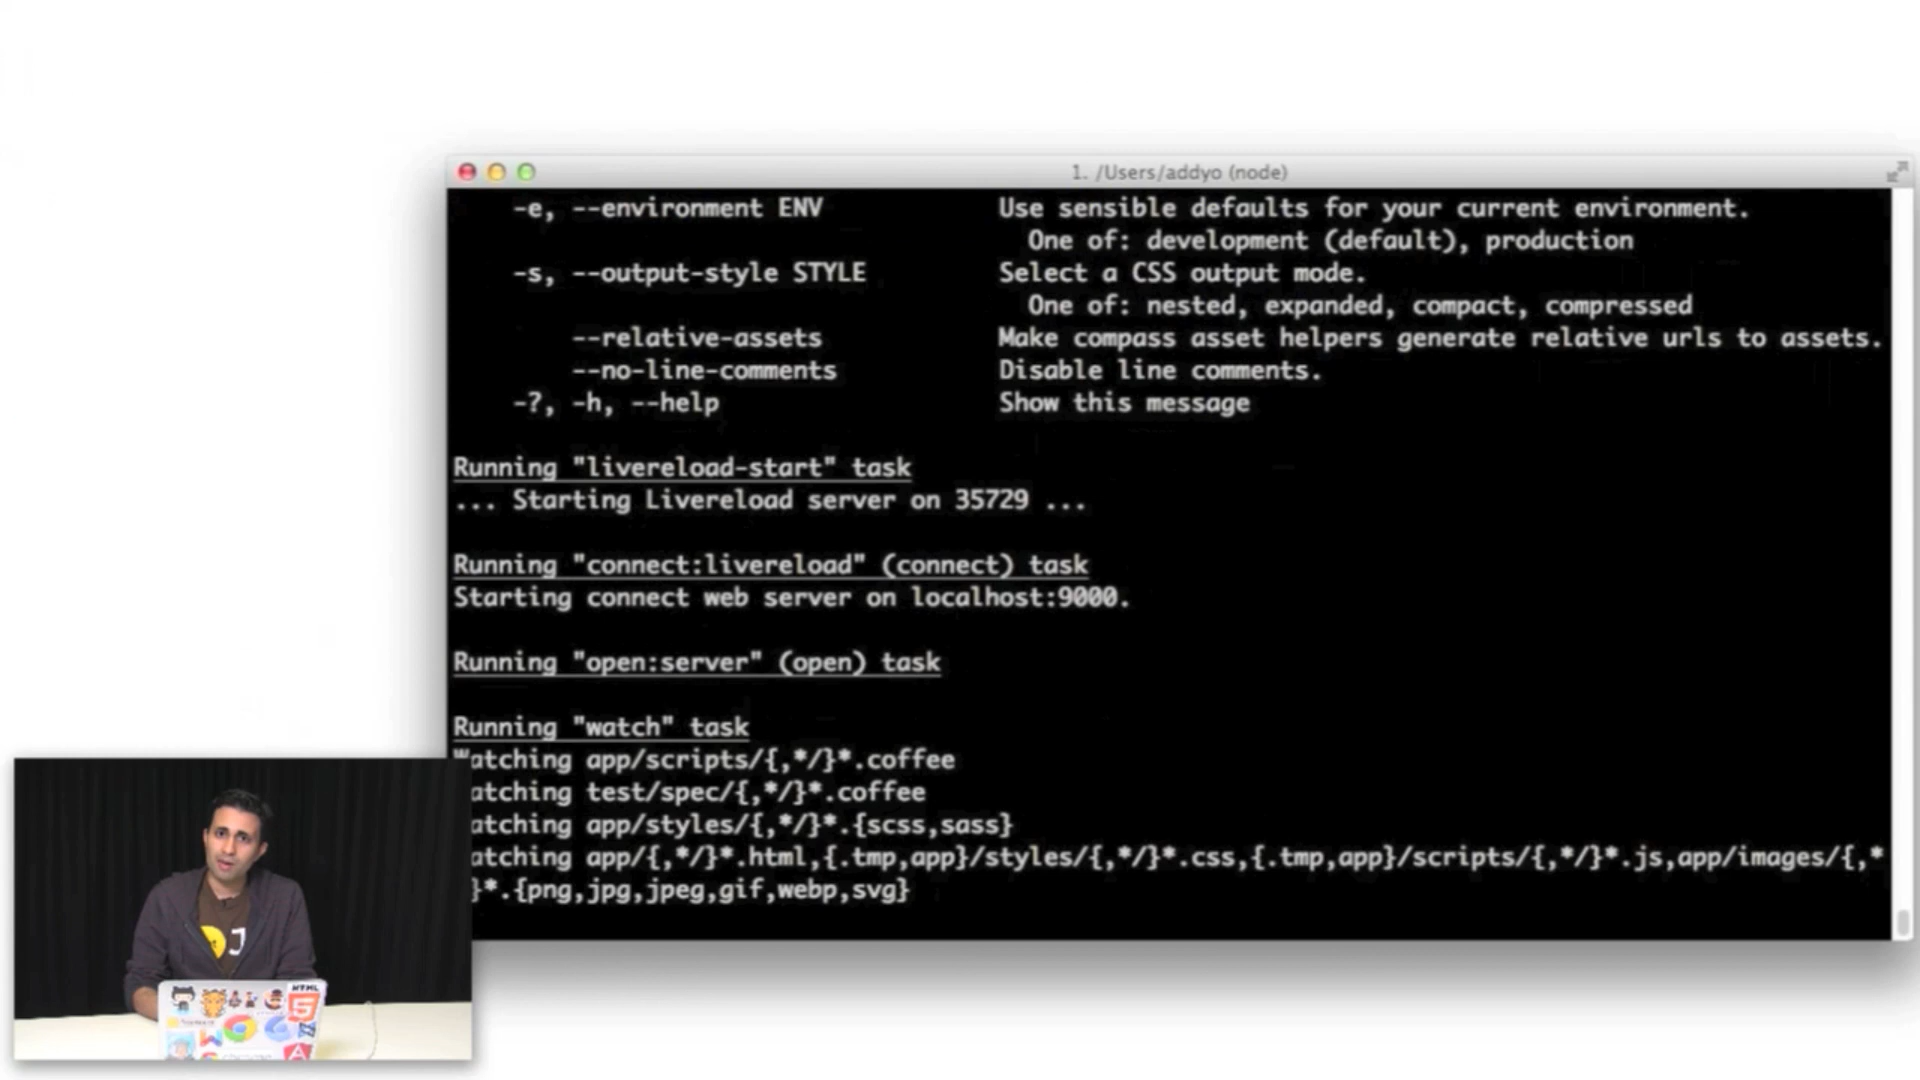 1. /Users/addyo (node)
-e, --environment ENV Use sensible defaults for your current environment.
One of: development (default), production
-s, --output-style STYLE Select a CSS output mode.
One of: nested, expanded, compact, compressed
--relative-assets Make compass asset helpers generate relative urls to assets.
--no-line-comments Disable line comments.
-?, -h, --help Show this message
Running "livereload-start" task
... Starting Livereload server on 35729 ...
Running "connect:livereload" (connect) task
Starting connect web server on localhost:9000.
Running "open:server" (open) task
Running "watch" task
Watching app/scripts/{,*/}*.coffee
atching test/spec/{,*/}*.coffee
atching app/styles/{,*/}*.{scss,sass}
atching app/{,*/}*.html,{.tmp,app}/styles/{,*/}*.css,{.tmp,app}/scripts/{,*/}*.js,app/images/{,*
}*.{png,jpg,jpeg,gif,webp,svg}
J
HTML
5